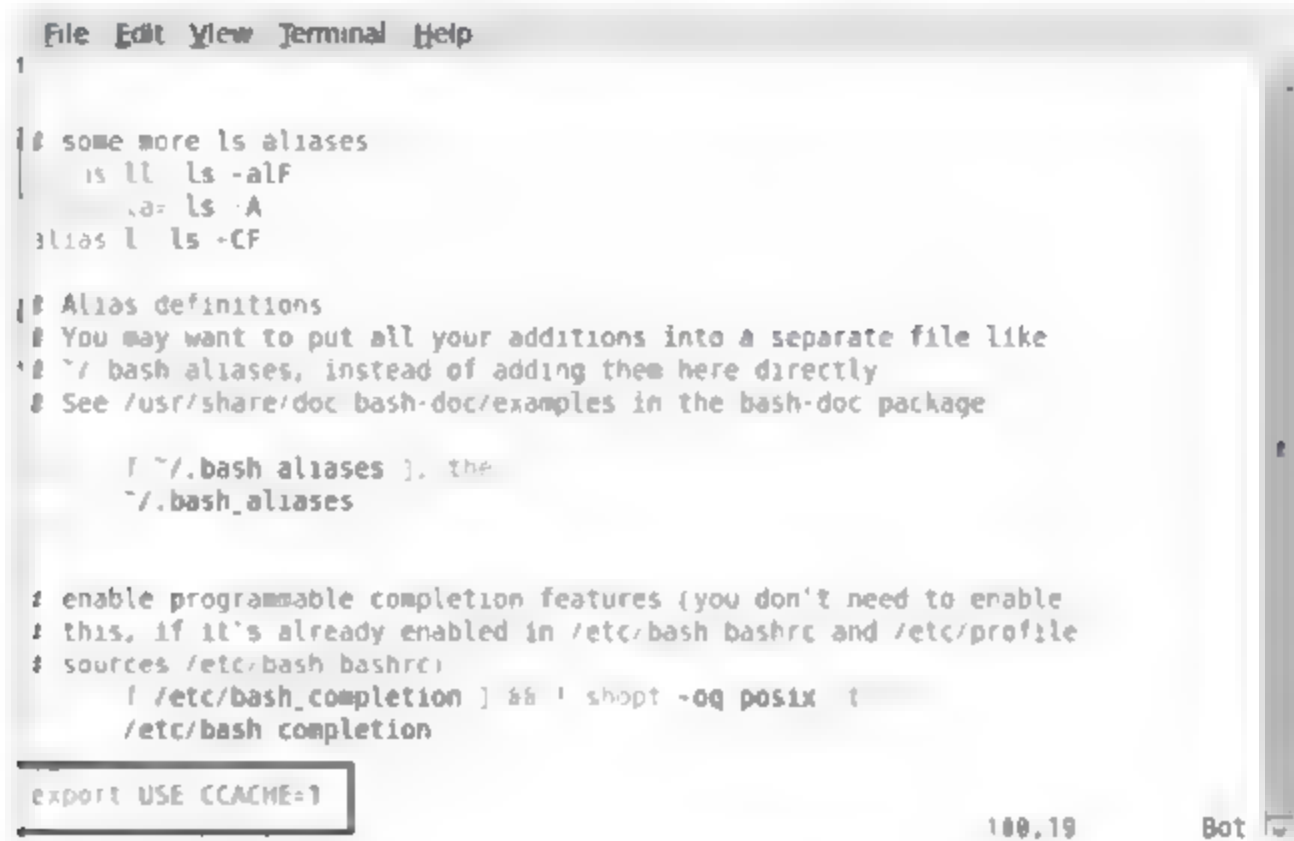 File Edit View Terminal Help
# some more ls aliases
ll ls -alF
ls -A
alias l ls -CF
# Alias definitions
# You may want to put all your additions into a separate file like
# ~/ bash aliases, instead of adding them here directly
# See /usr/share/doc bash-doc/examples in the bash-doc package
[ ~/.bash aliases ]; the
~/.bash_aliases
# enable programmable completion features (you don't need to enable
# this, if it's already enabled in /etc/bash bashrc and /etc/profile
# sources /etc/bash bashrc)
[ /etc/bash_completion ] && ! shopt -oq posix
/etc/bash completion
export USE CCACHE=1
100,19 Bot